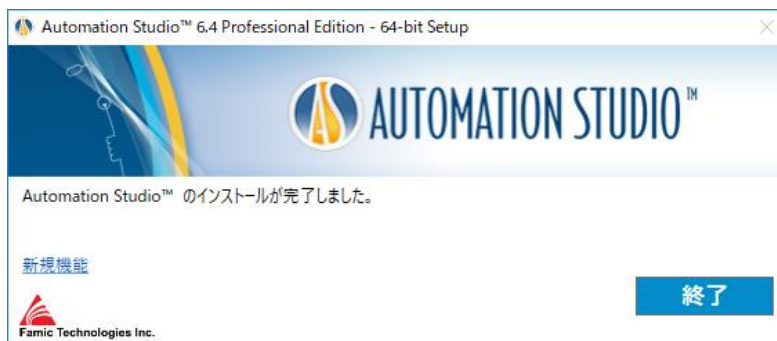 Automation Studio™ 6.4 Professional Edition - 64-bit Setup
AUTOMATION STUDIO™
Automation Studio™ のインストールが完了しました。
新規機能
終了
Famic Technologies Inc.